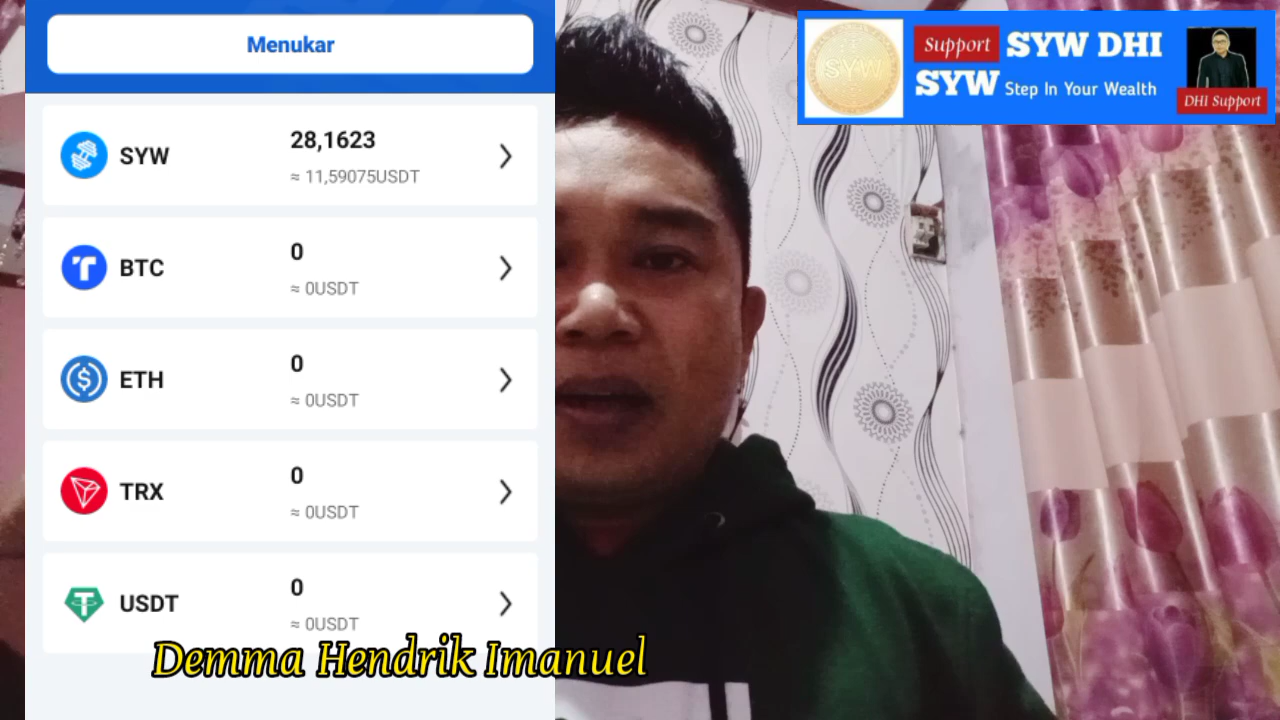 Menukar
SYW
28,1623
≈ 11,59075USDT
BTC
0
≈ 0USDT
ETH
0
≈ 0USDT
TRX
0
≈ 0USDT
USDT
0
≈ 0USDT
Demma Hendrik Imanuel
SYW
Support SYW DHI
SYW Step In Your Wealth
DHI Support